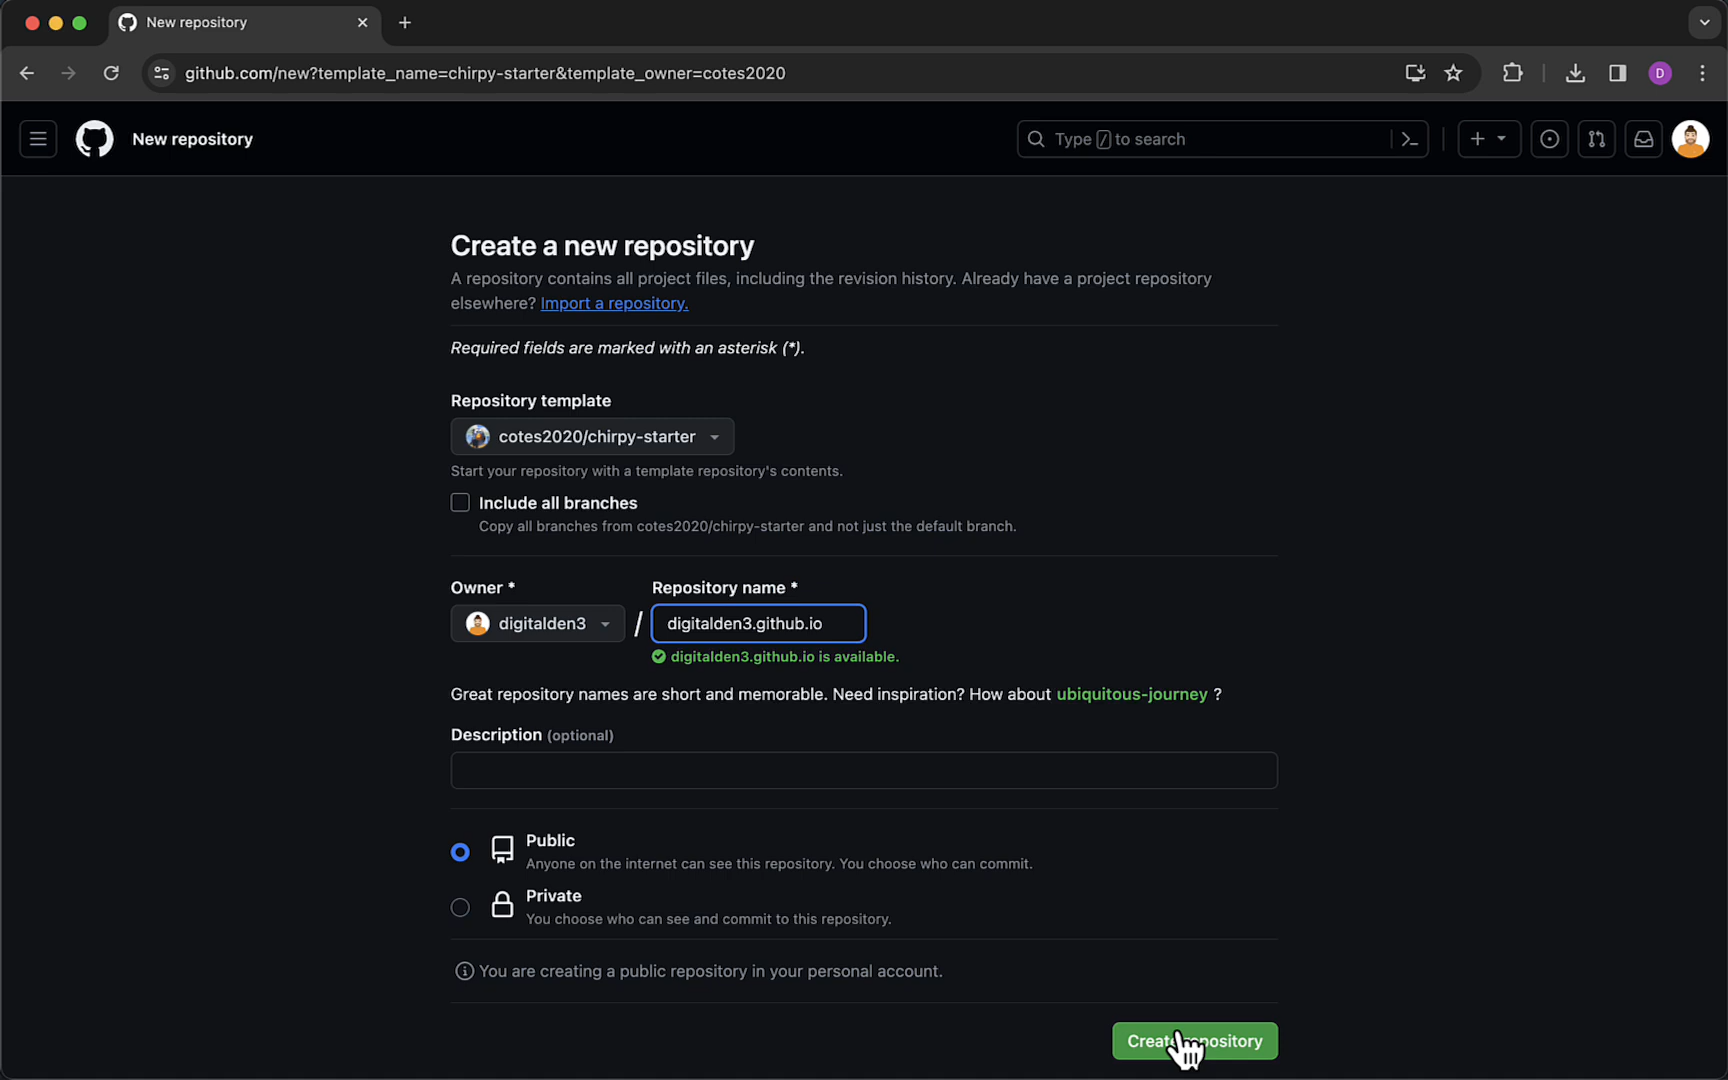 New repository
github.com/new?template_name=chirpy-starter&template_owner=cotes2020
D
New repository
Type / to search
Create a new repository
A repository contains all project files, including the revision history. Already have a project repository
elsewhere? Import a repository.
Required fields are marked with an asterisk (*).
Repository template
cotes2020/chirpy-starter
Start your repository with a template repository's contents.
Include all branches
Copy all branches from cotes2020/chirpy-starter and not just the default branch.
Owner * Repository name *
digitalden3 / digitalden3.github.io
digitalden3.github.io is available.
Great repository names are short and memorable. Need inspiration? How about ubiquitous-journey ?
Description (optional)
Public
Anyone on the internet can see this repository. You choose who can commit.
Private
You choose who can see and commit to this repository.
You are creating a public repository in your personal account.
Create repository